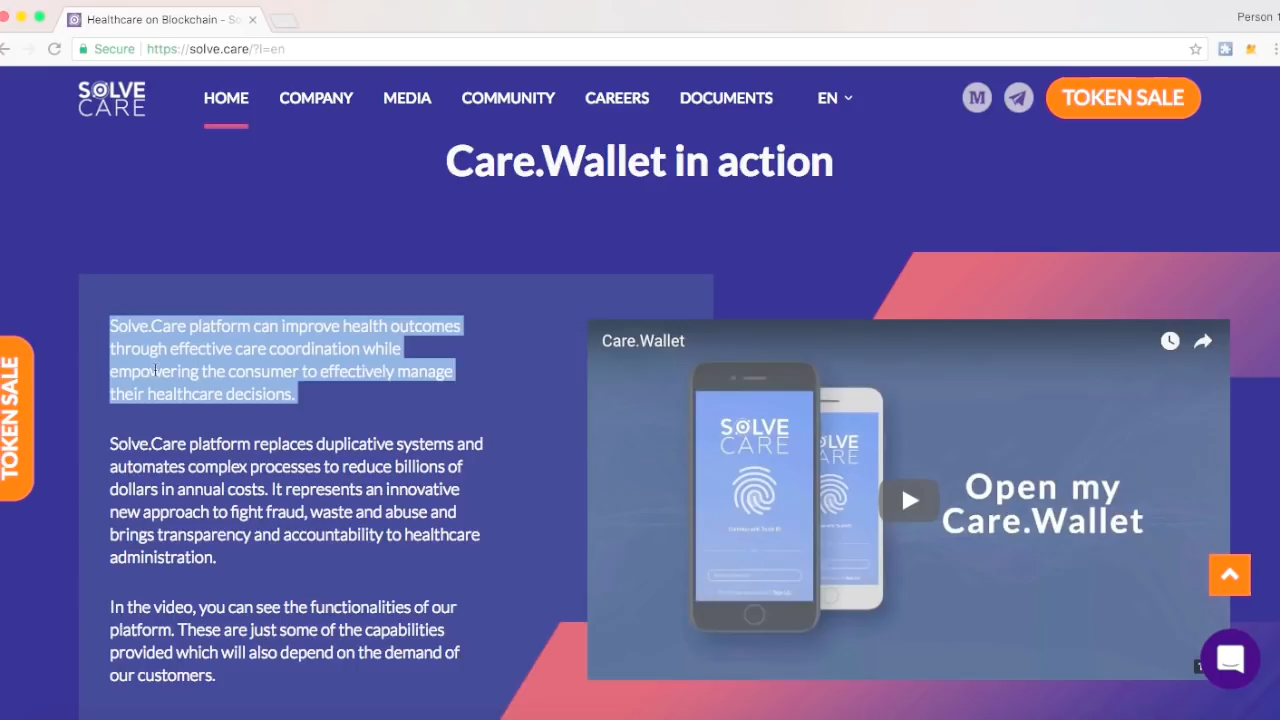 Healthcare on Blockchain - So
Person 1
Secure
https://solve.care/?l=en
SOLVE
CARE
HOME
COMPANY
MEDIA
COMMUNITY
CAREERS
DOCUMENTS
EN
M
TOKEN SALE
Care.Wallet in action
Solve.Care platform can improve health outcomes
through effective care coordination while
empowering the consumer to effectively manage
their healthcare decisions.
Solve.Care platform replaces duplicative systems and
automates complex processes to reduce billions of
dollars in annual costs. It represents an innovative
new approach to fight fraud, waste and abuse and
brings transparency and accountability to healthcare
administration.
In the video, you can see the functionalities of our
platform. These are just some of the capabilities
provided which will also depend on the demand of
our customers.
TOKEN SALE
Care.Wallet
SOLVE
CARE
OLVE
ARE
Open my
Care.Wallet